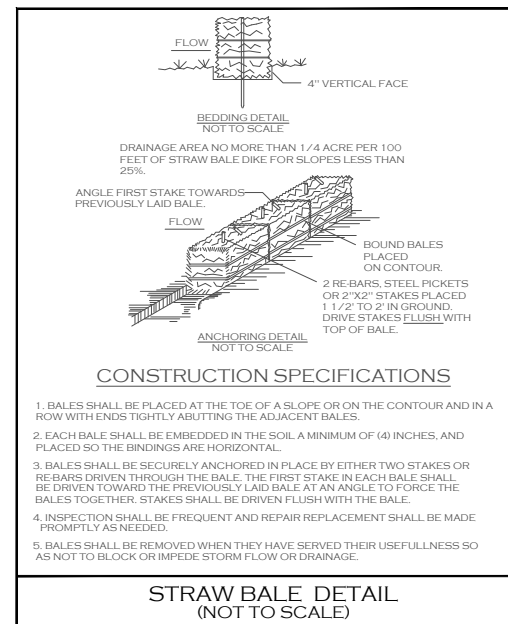 FLOW
4" VERTICAL FACE
BEDDING DETAIL
NOT TO SCALE
DRAINAGE AREA NO MORE THAN 1/4 ACRE PER 100
FEET OF STRAW BALE DIKE FOR SLOPES LESS THAN
25%.
ANGLE FIRST STAKE TOWARDS
PREVIOUSLY LAID BALE.
FLOW
BOUND BALES
PLACED
ON CONTOUR.
2 RE-BARS, STEEL PICKETS
OR 2"X2" STAKES PLACED
1 1/2' TO 2' IN GROUND.
DRIVE STAKES FLUSH WITH
TOP OF BALE.
ANCHORING DETAIL
NOT TO SCALE
CONSTRUCTION SPECIFICATIONS
1. BALES SHALL BE PLACED AT THE TOE OF A SLOPE OR ON THE CONTOUR AND IN A
ROW WITH ENDS TIGHTLY ABUTTING THE ADJACENT BALES.
2. EACH BALE SHALL BE EMBEDDED IN THE SOIL A MINIMUM OF (4) INCHES, AND
PLACED SO THE BINDINGS ARE HORIZONTAL.
3. BALES SHALL BE SECURELY ANCHORED IN PLACE BY EITHER TWO STAKES OR
RE-BARS DRIVEN THROUGH THE BALE. THE FIRST STAKE IN EACH BALE SHALL
BE DRIVEN TOWARD THE PREVIOUSLY LAID BALE AT AN ANGLE TO FORCE THE
BALES TOGETHER. STAKES SHALL BE DRIVEN FLUSH WITH THE BALE.
4. INSPECTION SHALL BE FREQUENT AND REPAIR REPLACEMENT SHALL BE MADE
PROMPTLY AS NEEDED.
5. BALES SHALL BE REMOVED WHEN THEY HAVE SERVED THEIR USEFULLNESS SO
AS NOT TO BLOCK OR IMPEDE STORM FLOW OR DRAINAGE.
STRAW BALE DETAIL
(NOT TO SCALE)